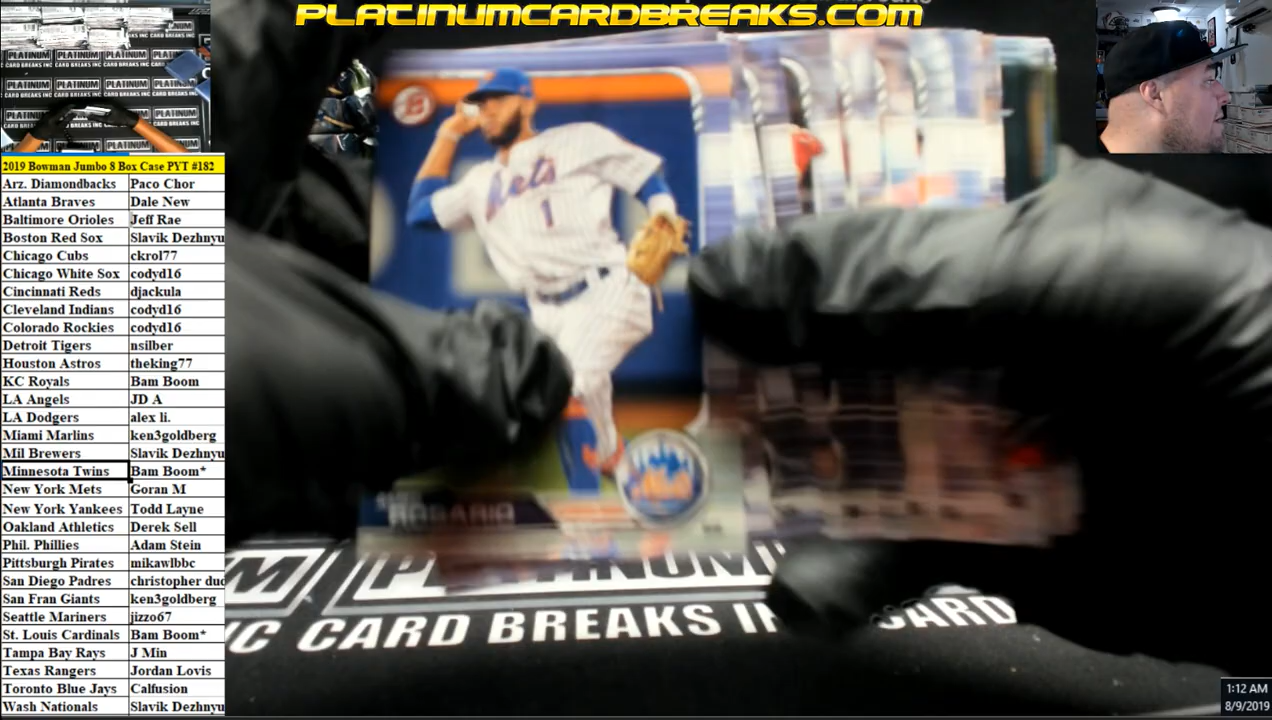 PLATINUMCARDBREAKS.COM
2019 Bowman Jumbo 8 Box Case PYT #182
Arz. Diamondbacks Paco Chor
Atlanta Braves Dale New
Baltimore Orioles Jeff Rae
Boston Red Sox Slavik Dezhnyu
Chicago Cubs ckrol77
Chicago White Sox codyd16
Cincinnati Reds djackula
Cleveland Indians codyd16
Colorado Rockies codyd16
Detroit Tigers nsilber
Houston Astros theking77
KC Royals Bam Boom
LA Angels JD A
LA Dodgers alex li.
Miami Marlins ken3goldberg
Mil Brewers Slavik Dezhnyu
Minnesota Twins Bam Boom*
New York Mets Goran M
New York Yankees Todd Layne
Oakland Athletics Derek Sell
Phil. Phillies Adam Stein
Pittsburgh Pirates mikawlbbc
San Diego Padres christopher dud
San Fran Giants ken3goldberg
Seattle Mariners jizzo67
St. Louis Cardinals Bam Boom*
Tampa Bay Rays J Min
Texas Rangers Jordan Lovis
Toronto Blue Jays Calfusion
Wash Nationals Slavik Dezhnyu
Mets
1
ROSARIO
M PLATINUM
NC CARD BREAKS IN CARD
1:12 AM
8/9/2019